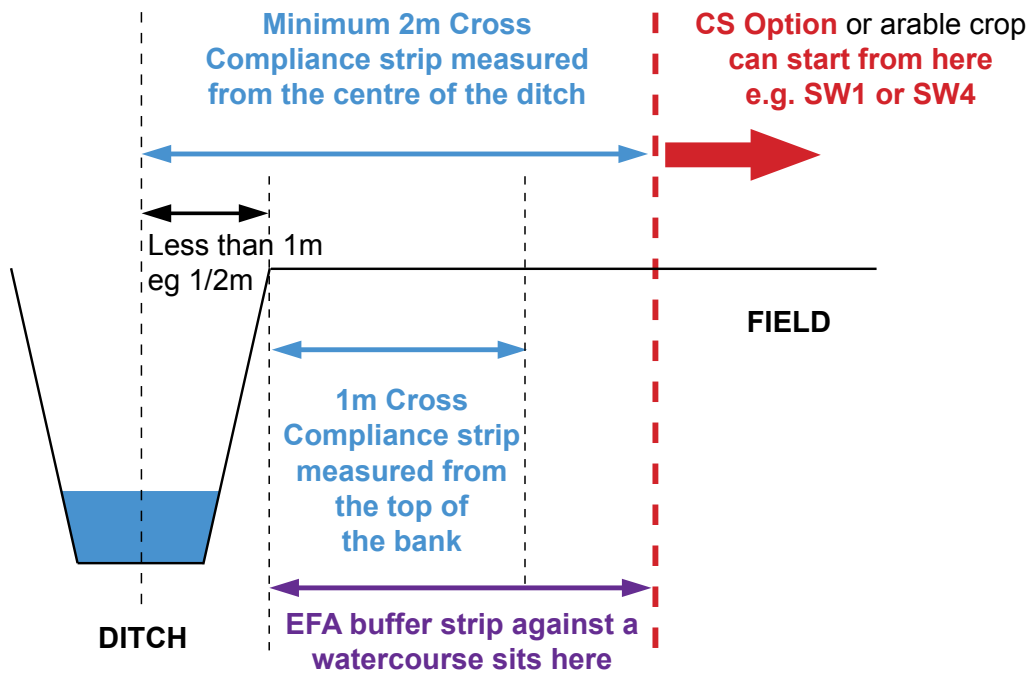 Minimum 2m Cross
Compliance strip measured
from the centre of the ditch
CS Option or arable crop
can start from here
e.g. SW1 or SW4
Less than 1m
eg 1/2m
FIELD
1m Cross
Compliance strip
measured from
the top of
the bank
DITCH
EFA buffer strip against a
watercourse sits here